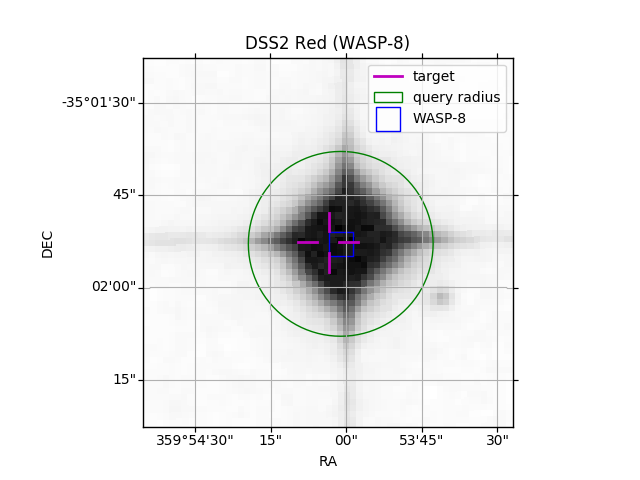 DSS2 Red (WASP-8)
target
query radius
WASP-8
-35°01'30"
45"
02'00"
15"
DEC
359°54'30"
15"
00"
53'45"
30"
RA